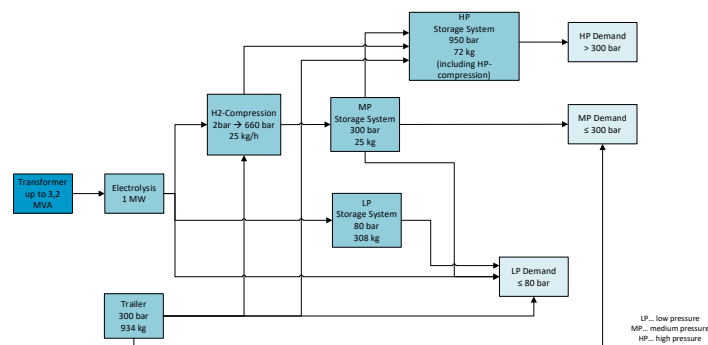 HP
Storage System
950 bar
72 kg
(including HP-
compression)
HP Demand
> 300 bar
H2-Compression
2bar → 660 bar
25 kg/h
MP
Storage System
300 bar
25 kg
MP Demand
≤ 300 bar
Transformer
up to 3,2
MVA
Electrolysis
1 MW
LP
Storage System
80 bar
308 kg
LP Demand
≤ 80 bar
Trailer
300 bar
934 kg
LP... low pressure
MP... medium pressure
HP... high pressure